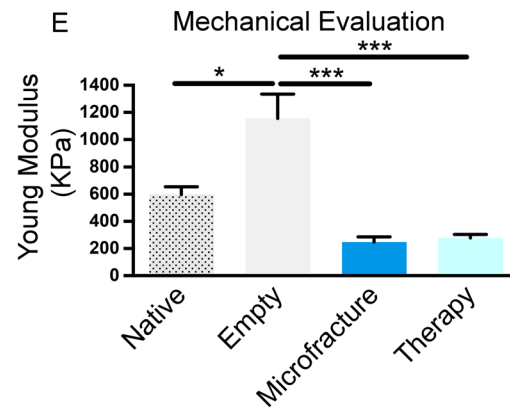 E
Mechanical Evaluation
***
* ***
Young Modulus
(KPa)
1400
1200
1000
800
600
400
200
0
Native
Empty
Microfracture
Therapy